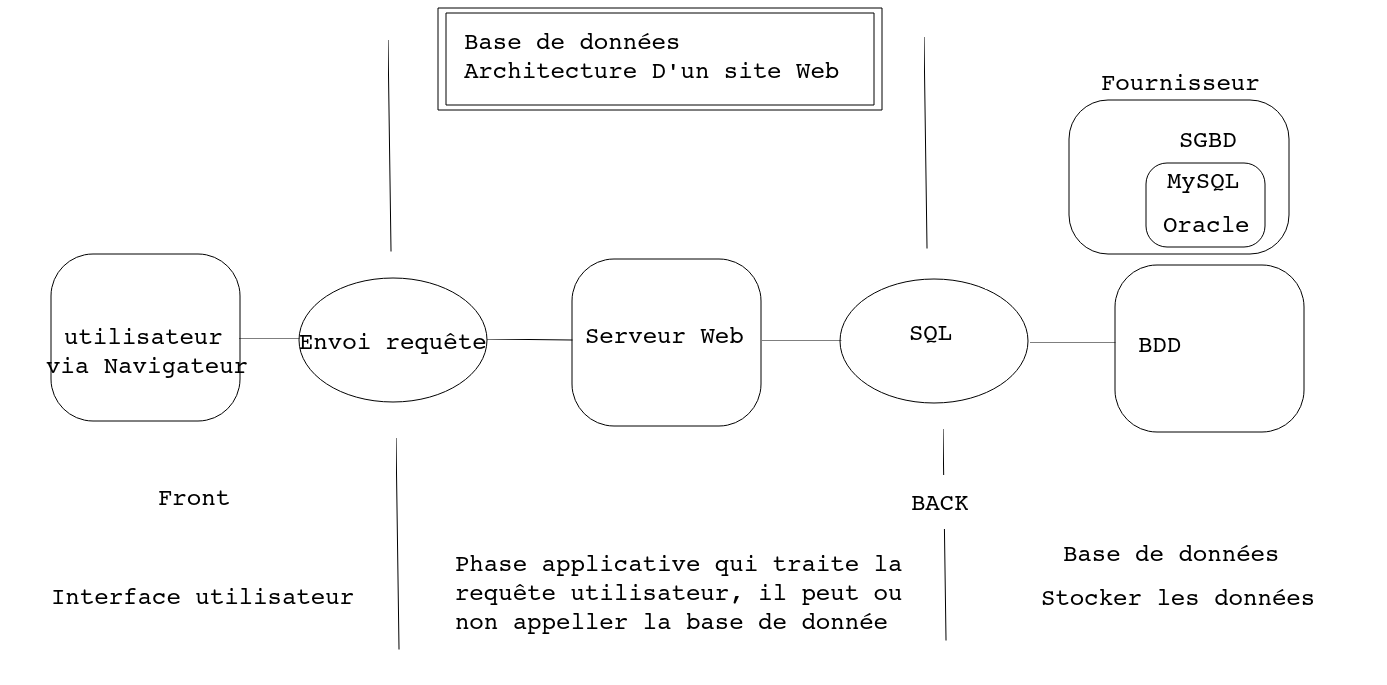 Base de données
Architecture D'un site Web
Fournisseur
SGBD
MySQL
Oracle
utilisateur
via Navigateur
Envoi requête
Serveur Web
SQL
BDD
Front
BACK
Interface utilisateur
Phase applicative qui traite la
requête utilisateur, il peut ou
non appeller la base de donnée
Base de données
Stocker les données